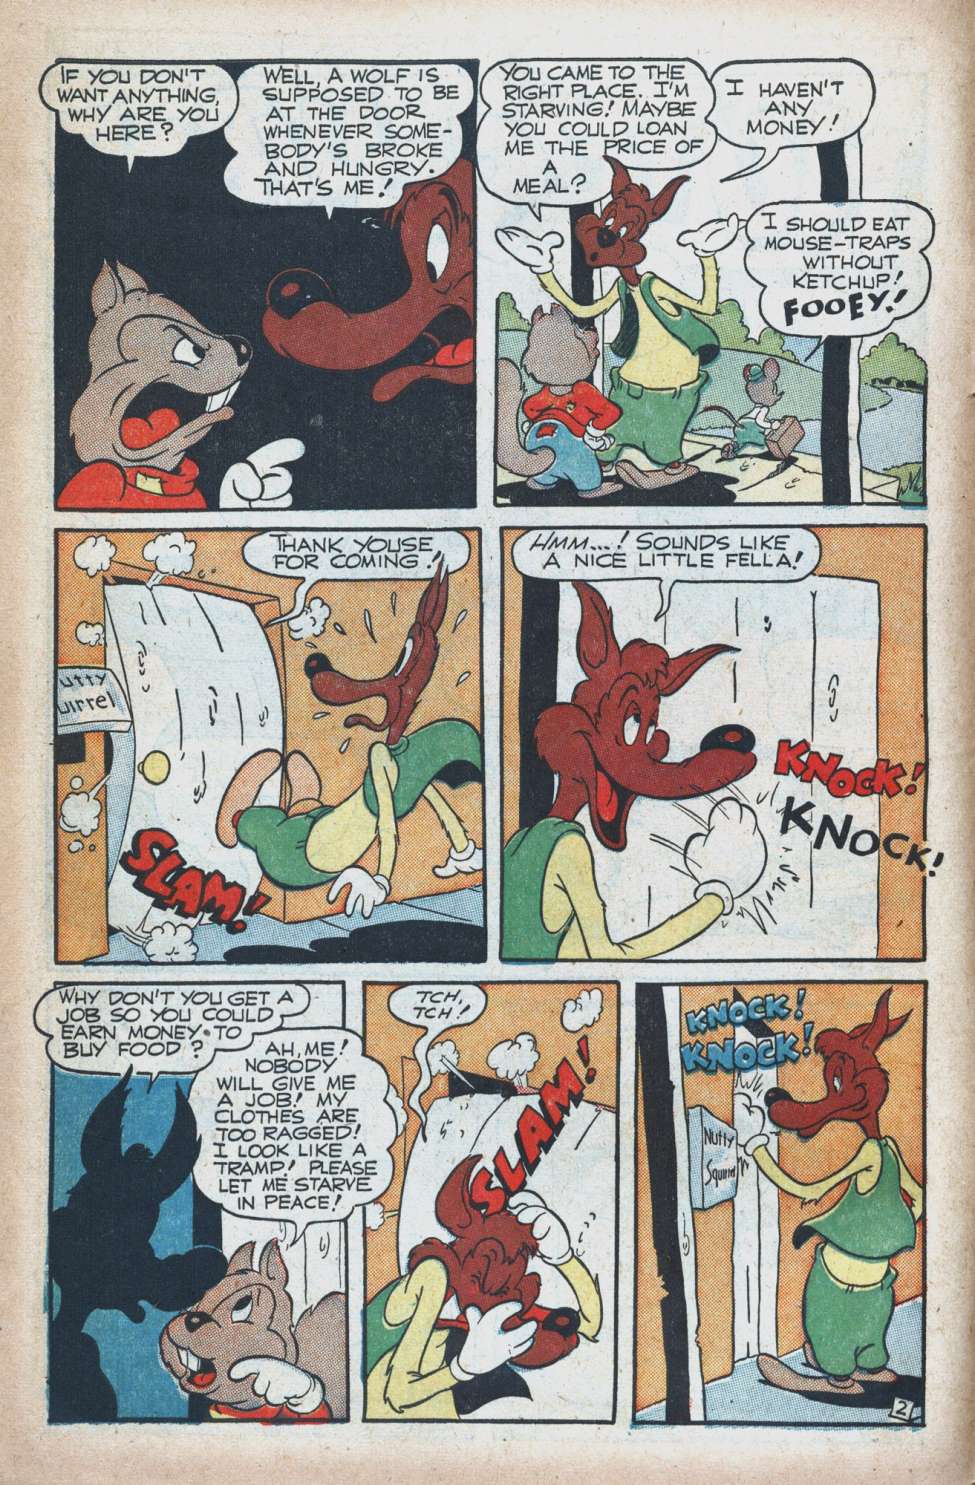 IF YOU DON'T
WANT ANYTHING,
WHY ARE YOU
HERE?
WELL, A WOLF IS
SUPPOSED TO BE
AT THE DOOR
WHENEVER SOME-
BODY'S BROKE
AND HUNGRY.
THAT'S ME!
YOU CAME TO THE
RIGHT PLACE. I'M
STARVING! MAYBE
YOU COULD LOAN
ME THE PRICE OF
A
MEAL?
I HAVEN'T
ANY
MONEY!
I SHOULD EAT
MOUSE-TRAPS
WITHOUT
KETCHUP!
FOOEY!
THANK YOUSE
FOR COMING!
utty
uirrel
SLAM!
HMM...! SOUNDS LIKE
A NICE LITTLE FELLA!
KNOCK!
KNOCK!
WHY DON'T YOU GET A
JOB SO YOU COULD
EARN MONEY TO
BUY FOOD?
AH, ME!
NOBODY
WILL GIVE ME
A JOB! MY
CLOTHES ARE
TOO RAGGED!
I LOOK LIKE A
TRAMP! PLEASE
LET ME STARVE
IN PEACE!
TCH,
TCH!
SLAM!
KNOCK!
KNOCK!
Nutty
Squirrel
2